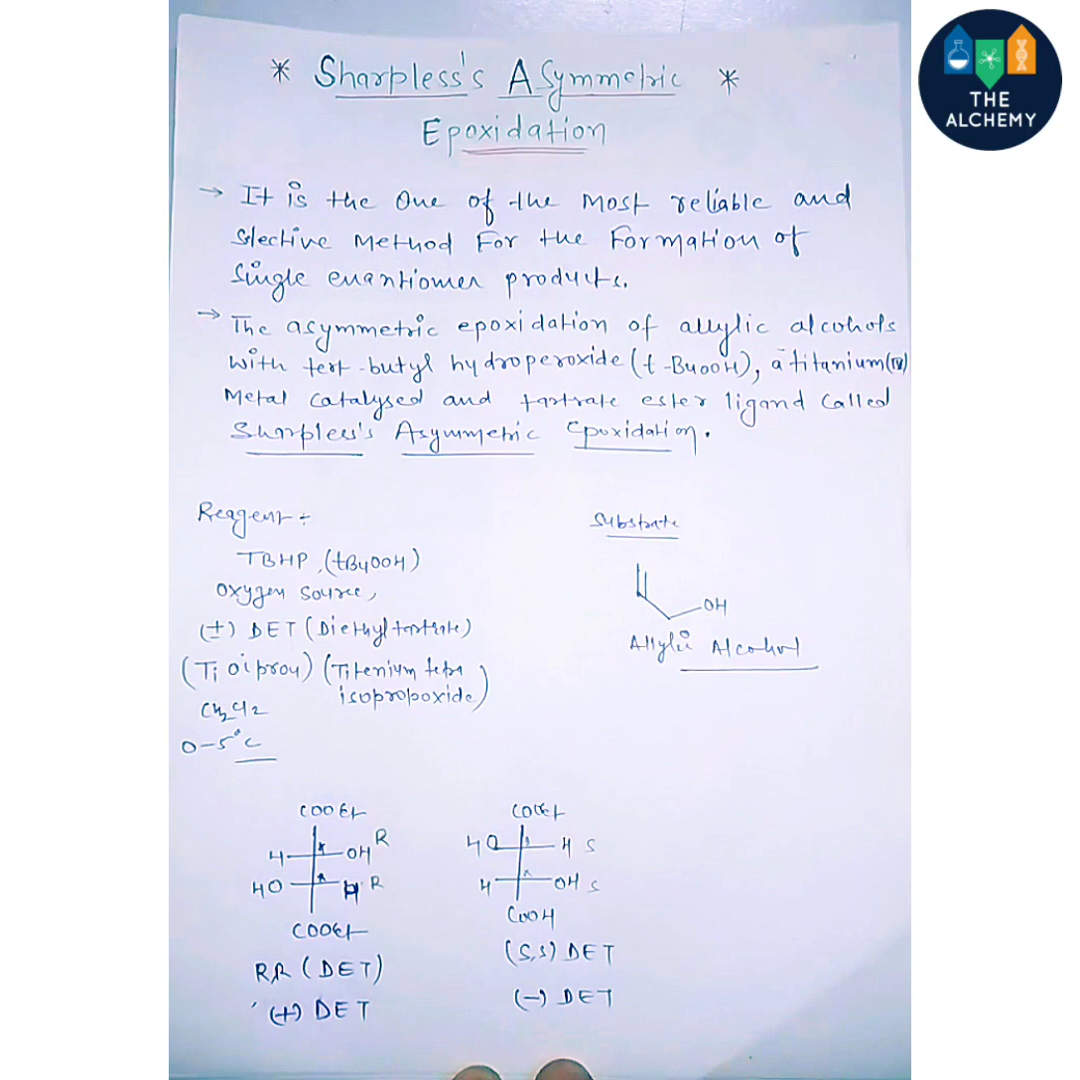 THE
ALCHEMY
* Sharpless's Asymmetric *
Epoxidation
→ It is the One of the Most reliable and
Selective Method For the Formation of
Single enantiomer products.
→ The asymmetric epoxidation of allylic alcohols
with tert-butyl hydroperoxide (t-BuOOH), a titanium(IV)
Metal catalysed and tartrate ester ligand Called
Sharpless's Asymmetric Epoxidation.
Reagent :
TBHP, (tBuOOH)
Oxygen Source,
(±) DET (Diethyl tartrate)
(Ti oipro4) (Titenium tetra
isopropoxide)
CH2Cl2
0-5°C
Substrate
OH
Allylic Alcohol
COOEt
H OH R
HO H R
COOEt
RR (DET)
(+) DET
COOEt
HO H S
H OH S
COOH
(S,S) DET
(-) DET